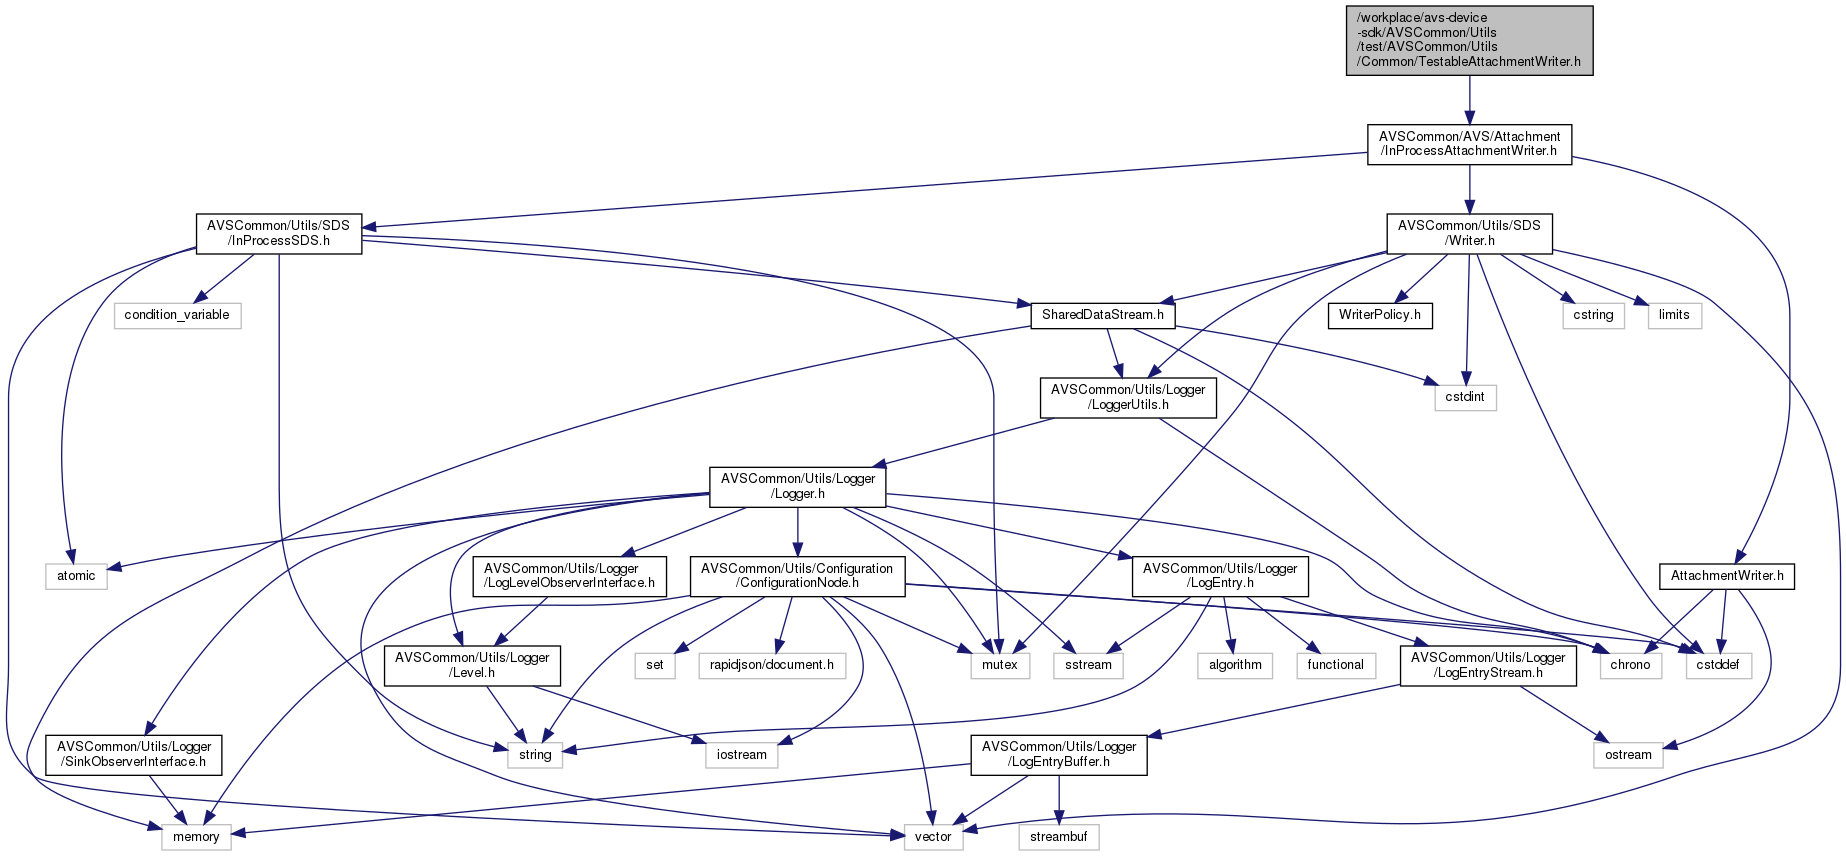 /workplace/avs-device
-sdk/AVSCommon/Utils
/test/AVSCommon/Utils
/Common/TestableAttachmentWriter.h
AVSCommon/AVS/Attachment
/InProcessAttachmentWriter.h
AVSCommon/Utils/SDS
/InProcessSDS.h
AVSCommon/Utils/SDS
/Writer.h
condition_variable
SharedDataStream.h
WriterPolicy.h
cstring
limits
AVSCommon/Utils/Logger
/LoggerUtils.h
cstdint
AVSCommon/Utils/Logger
/Logger.h
atomic
AVSCommon/Utils/Logger
/LogLevelObserverInterface.h
AVSCommon/Utils/Configuration
/ConfigurationNode.h
AVSCommon/Utils/Logger
/LogEntry.h
AttachmentWriter.h
AVSCommon/Utils/Logger
/Level.h
set
rapidjson/document.h
mutex
sstream
algorithm
functional
AVSCommon/Utils/Logger
/LogEntryStream.h
chrono
cstddef
AVSCommon/Utils/Logger
/SinkObserverInterface.h
string
iostream
AVSCommon/Utils/Logger
/LogEntryBuffer.h
ostream
memory
vector
streambuf